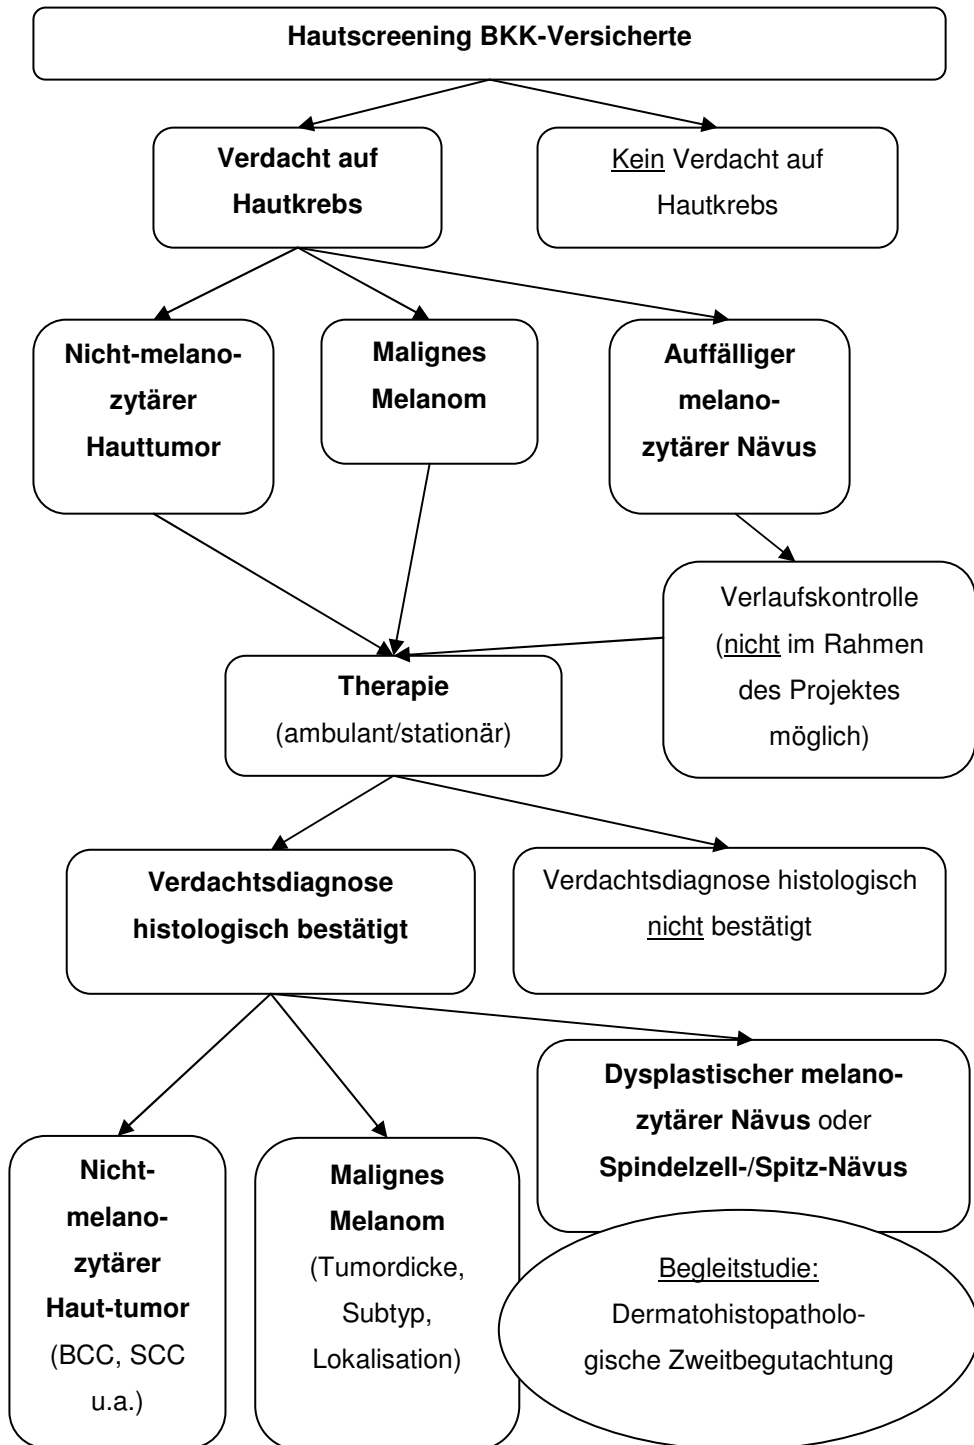 Hautscreening BKK-Versicherte
Verdacht auf
Hautkrebs
Kein Verdacht auf
Hautkrebs
Nicht-melano-
zytärer
Hauttumor
Malignes
Melanom
Auffälliger
melano-
zytärer Nävus
Verlaufskontrolle
(nicht im Rahmen
des Projektes
möglich)
Therapie
(ambulant/stationär)
Verdachtsdiagnose
histologisch bestätigt
Verdachtsdiagnose histologisch
nicht bestätigt
Dysplastischer melano-
zytärer Nävus oder
Spindelzell-/Spitz-Nävus
Nicht-
melano-
zytärer
Haut-tumor
(BCC, SCC
u.a.)
Malignes
Melanom
(Tumordicke,
Subtyp,
Lokalisation)
Begleitstudie:
Dermatohistopatholo-
gische Zweitbegutachtung